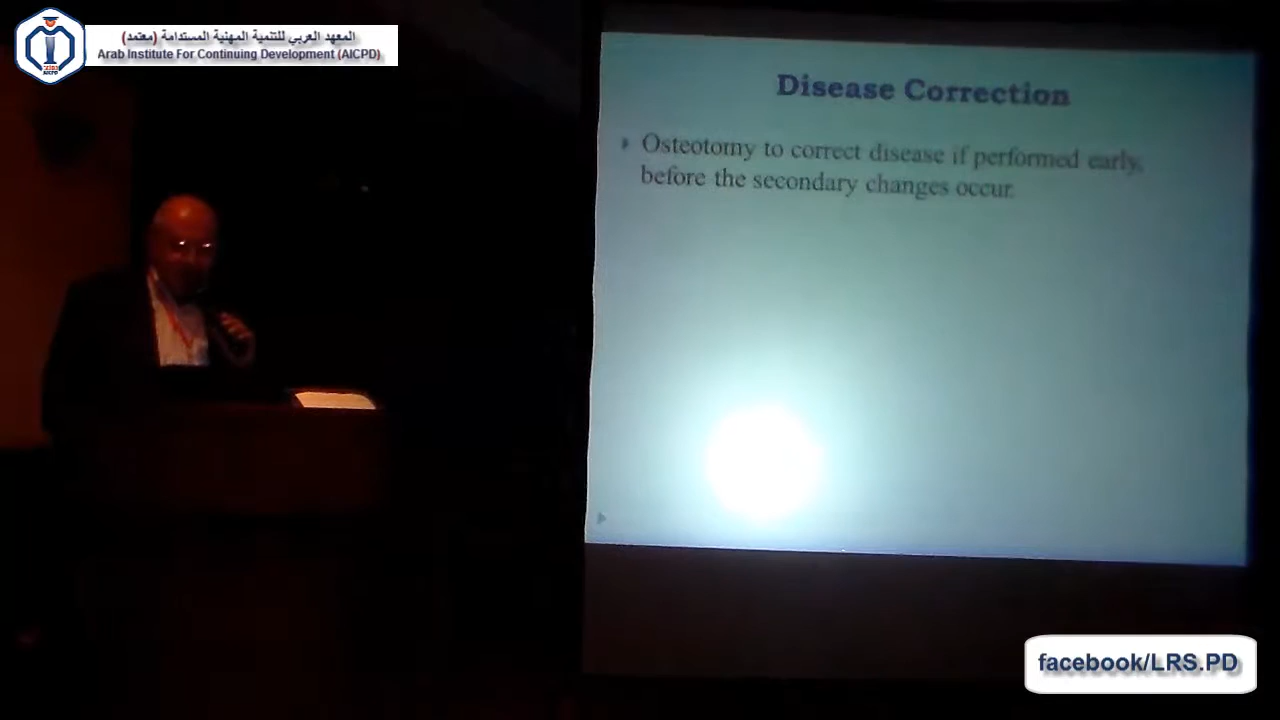 المعهد العربي للتنمية المهنية المستدامة (معتمد)
Arab Institute For Continuing Development (AICPD)
AICPD
Disease Correction
Osteotomy to correct disease if performed early,
before the secondary changes occur.
facebook/LRS.PD